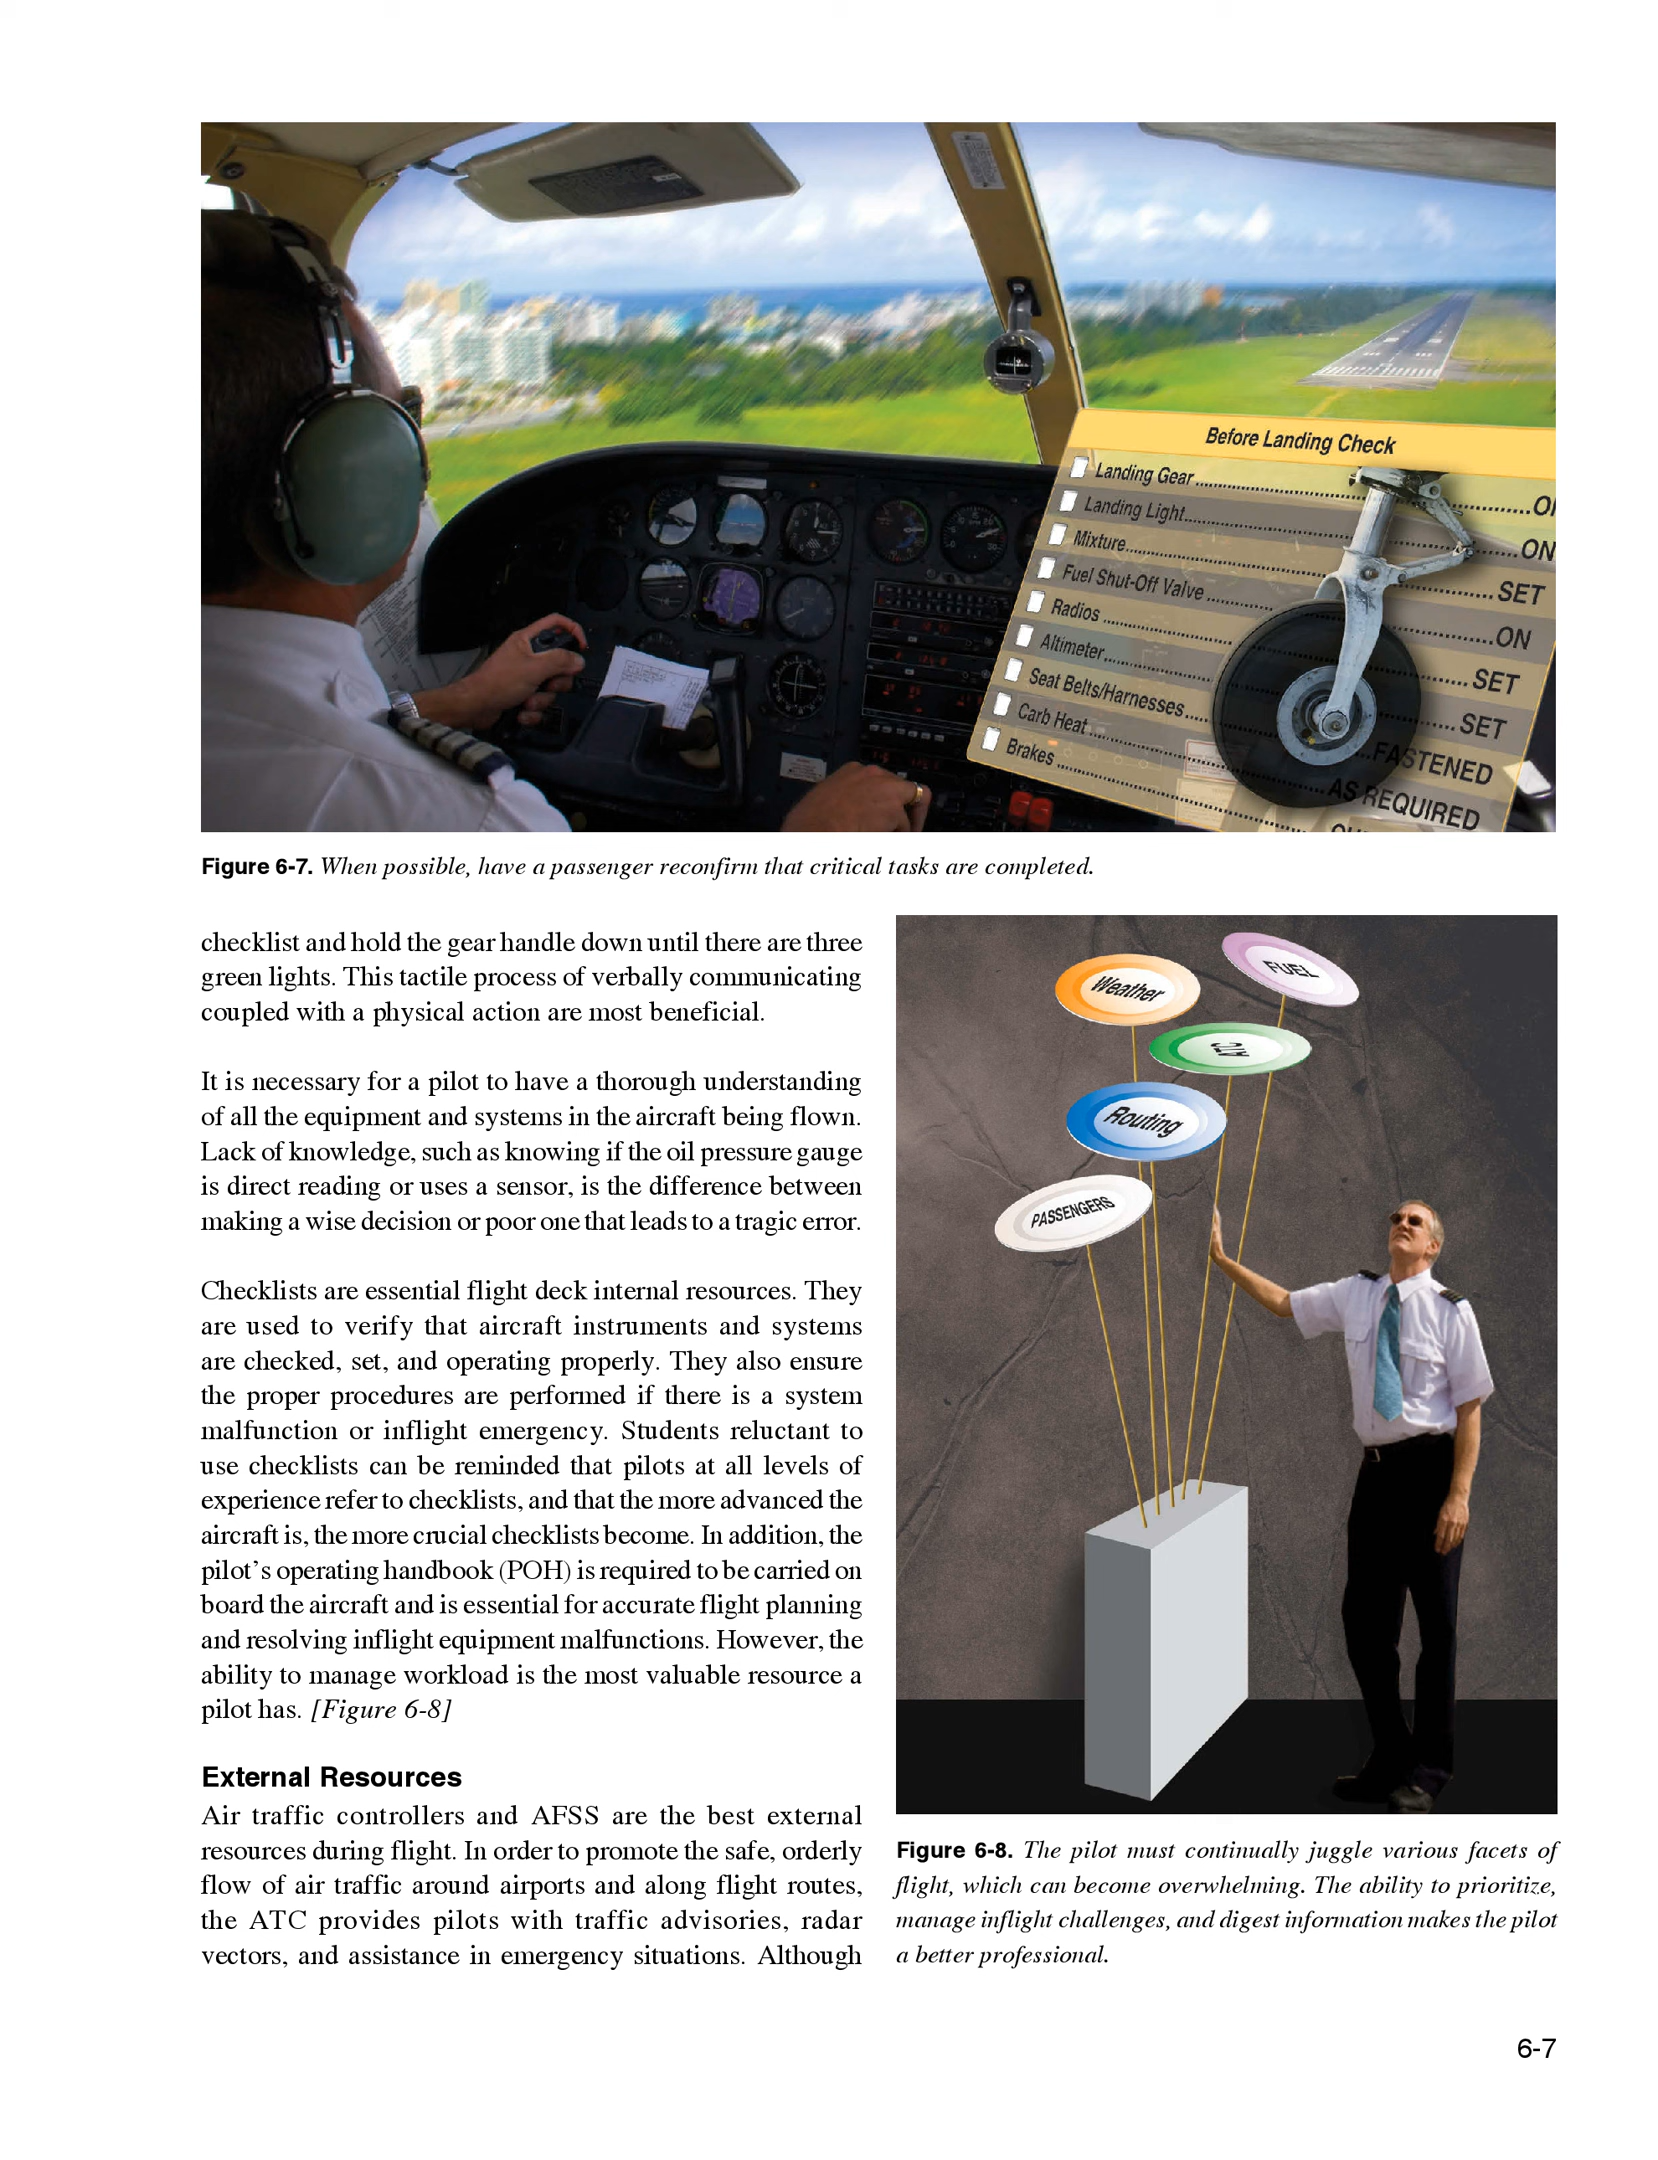 Before Landing Check
Landing Gear
Landing Light ON
Mixture SET
Fuel Shut-Off Valve ON
Radios SET
Altimeter SET
Seat Belts/Harnesses FASTENED
Carb Heat AS REQUIRED
Brakes
Figure 6-7. When possible, have a passenger reconfirm that critical tasks are completed.
checklist and hold the gear handle down until there are three
green lights. This tactile process of verbally communicating
coupled with a physical action are most beneficial.
It is necessary for a pilot to have a thorough understanding
of all the equipment and systems in the aircraft being flown.
Lack of knowledge, such as knowing if the oil pressure gauge
is direct reading or uses a sensor, is the difference between
making a wise decision or poor one that leads to a tragic error.
Checklists are essential flight deck internal resources. They
are used to verify that aircraft instruments and systems
are checked, set, and operating properly. They also ensure
the proper procedures are performed if there is a system
malfunction or inflight emergency. Students reluctant to
use checklists can be reminded that pilots at all levels of
experience refer to checklists, and that the more advanced the
aircraft is, the more crucial checklists become. In addition, the
pilot's operating handbook (POH) is required to be carried on
board the aircraft and is essential for accurate flight planning
and resolving inflight equipment malfunctions. However, the
ability to manage workload is the most valuable resource a
pilot has. [Figure 6-8]
External Resources
Air traffic controllers and AFSS are the best external
resources during flight. In order to promote the safe, orderly
flow of air traffic around airports and along flight routes,
the ATC provides pilots with traffic advisories, radar
vectors, and assistance in emergency situations. Although
FUEL
Weather
ATC
Routing
PASSENGERS
Figure 6-8. The pilot must continually juggle various facets of
flight, which can become overwhelming. The ability to prioritize,
manage inflight challenges, and digest information makes the pilot
a better professional.
6-7